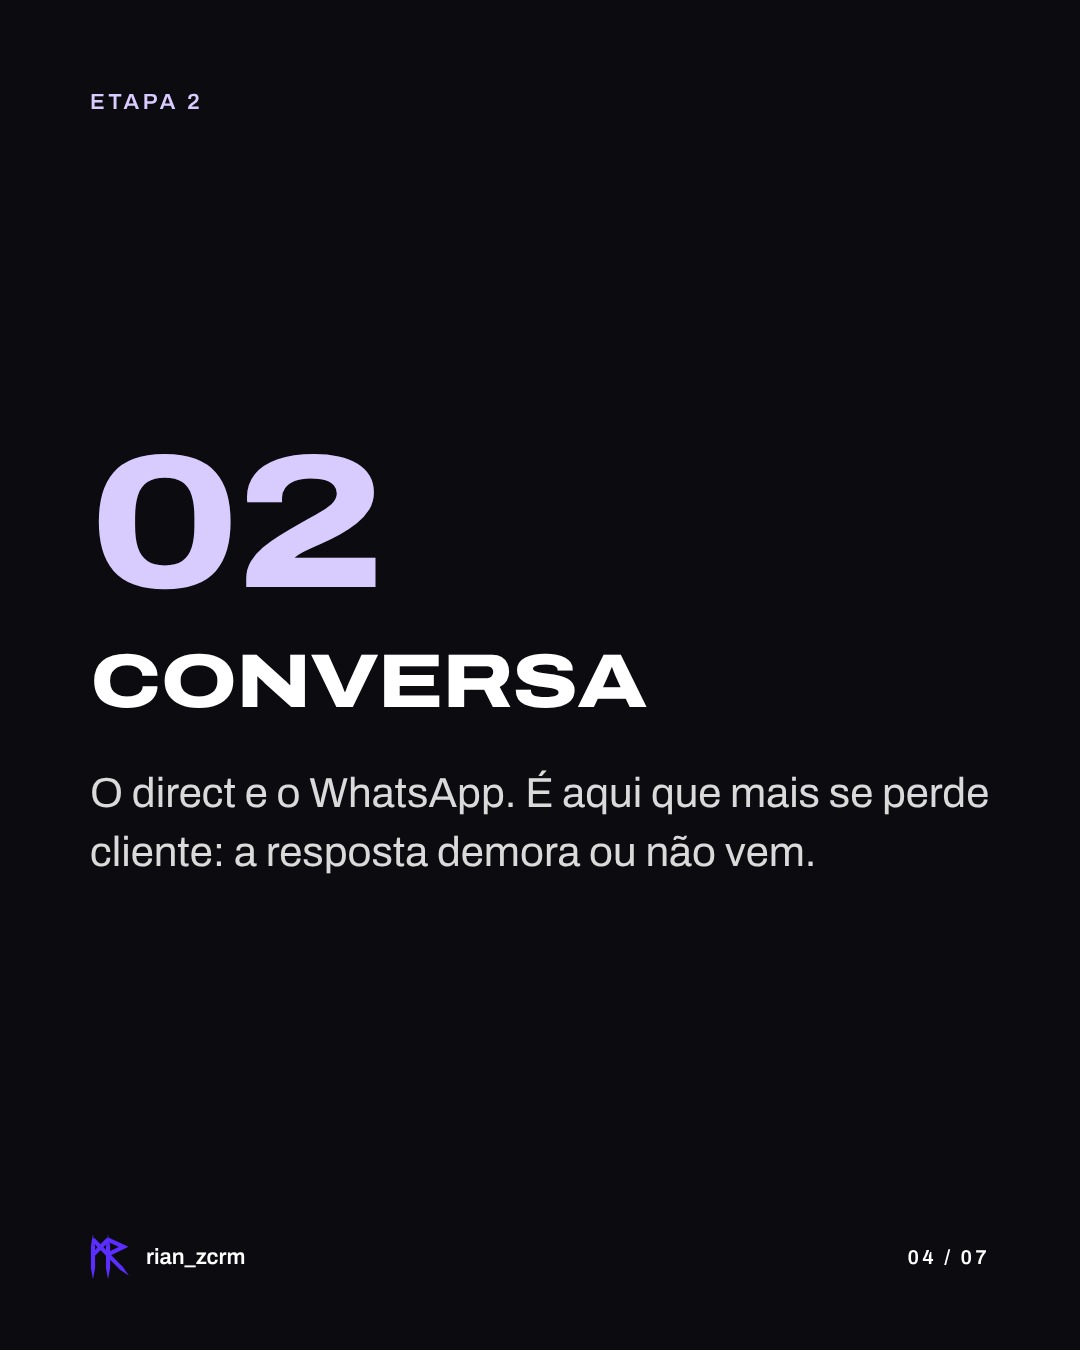 ETAPA 2
02
CONVERSA
O direct e o WhatsApp. É aqui que mais se perde
cliente: a resposta demora ou não vem.
rian_zcrm
04 / 07